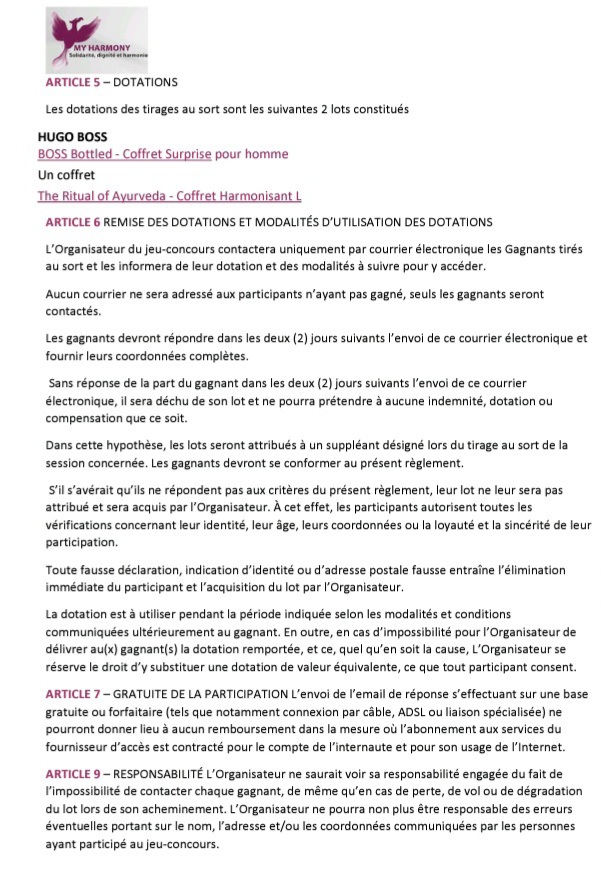 MY HARMONY
Solidarité, dignité et harmonie
ARTICLE 5 – DOTATIONS
Les dotations des tirages au sort sont les suivantes 2 lots constitués
HUGO BOSS
BOSS Bottled - Coffret Surprise pour homme
Un coffret
The Ritual of Ayurveda - Coffret Harmonisant L
ARTICLE 6 REMISE DES DOTATIONS ET MODALITÉS D’UTILISATION DES DOTATIONS
L’Organisateur du jeu-concours contactera uniquement par courrier électronique les Gagnants tirés
au sort et les informera de leur dotation et des modalités à suivre pour y accéder.
Aucun courrier ne sera adressé aux participants n’ayant pas gagné, seuls les gagnants seront
contactés.
Les gagnants devront répondre dans les deux (2) jours suivants l’envoi de ce courrier électronique et
fournir leurs coordonnées complètes.
Sans réponse de la part du gagnant dans les deux (2) jours suivants l’envoi de ce courrier
électronique, il sera déchu de son lot et ne pourra prétendre à aucune indemnité, dotation ou
compensation que ce soit.
Dans cette hypothèse, les lots seront attribués à un suppléant désigné lors du tirage au sort de la
session concernée. Les gagnants devront se conformer au présent règlement.
S’il s’avérait qu’ils ne répondent pas aux critères du présent règlement, leur lot ne leur sera pas
attribué et sera acquis par l’Organisateur. À cet effet, les participants autorisent toutes les
vérifications concernant leur identité, leur âge, leurs coordonnées ou la loyauté et la sincérité de leur
participation.
Toute fausse déclaration, indication d’identité ou d’adresse postale fausse entraîne l’élimination
immédiate du participant et l’acquisition du lot par l’Organisateur.
La dotation est à utiliser pendant la période indiquée selon les modalités et conditions
communiquées ultérieurement au gagnant. En outre, en cas d’impossibilité pour l’Organisateur de
délivrer au(x) gagnant(s) la dotation remportée, et ce, quel qu’en soit la cause, L’Organisateur se
réserve le droit d’y substituer une dotation de valeur équivalente, ce que tout participant consent.
ARTICLE 7 – GRATUITE DE LA PARTICIPATION L’envoi de l’email de réponse s’effectuant sur une base
gratuite ou forfaitaire (tels que notamment connexion par câble, ADSL ou liaison spécialisée) ne
pourront donner lieu à aucun remboursement dans la mesure où l’abonnement aux services du
fournisseur d’accès est contracté pour le compte de l’internaute et pour son usage de l’Internet.
ARTICLE 9 – RESPONSABILITÉ L’Organisateur ne saurait voir sa responsabilité engagée du fait de
l’impossibilité de contacter chaque gagnant, de même qu’en cas de perte, de vol ou de dégradation
du lot lors de son acheminement. L’Organisateur ne pourra non plus être responsable des erreurs
éventuelles portant sur le nom, l’adresse et/ou les coordonnées communiquées par les personnes
ayant participé au jeu-concours.